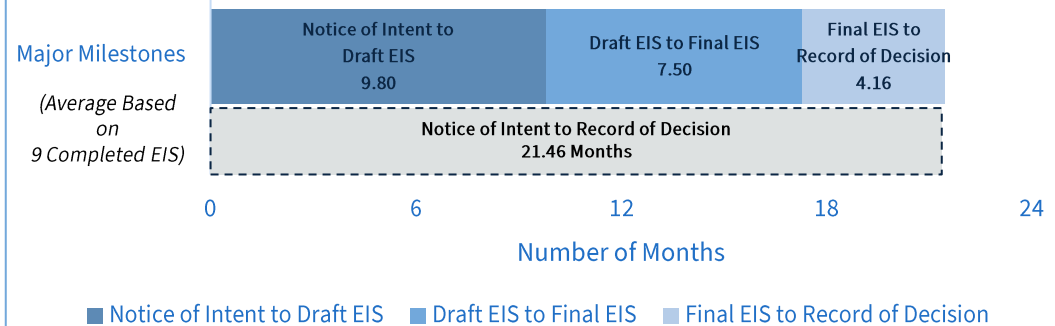 Major Milestones
(Average Based
on
9 Completed EIS)
Notice of Intent to
Draft EIS
9.80
Draft EIS to Final EIS
7.50
Final EIS to
Record of Decision
4.16
Notice of Intent to Record of Decision
21.46 Months
0 6 12 18 24
Number of Months
Notice of Intent to Draft EIS Draft EIS to Final EIS Final EIS to Record of Decision